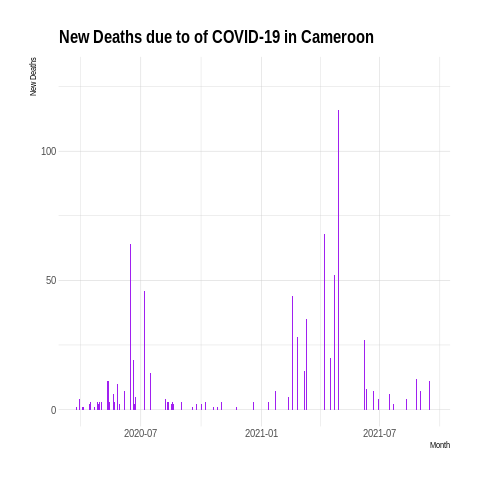 New Deaths due to of COVID-19 in Cameroon
New Deaths
100
50
0
2020-07
2021-01
2021-07
Month